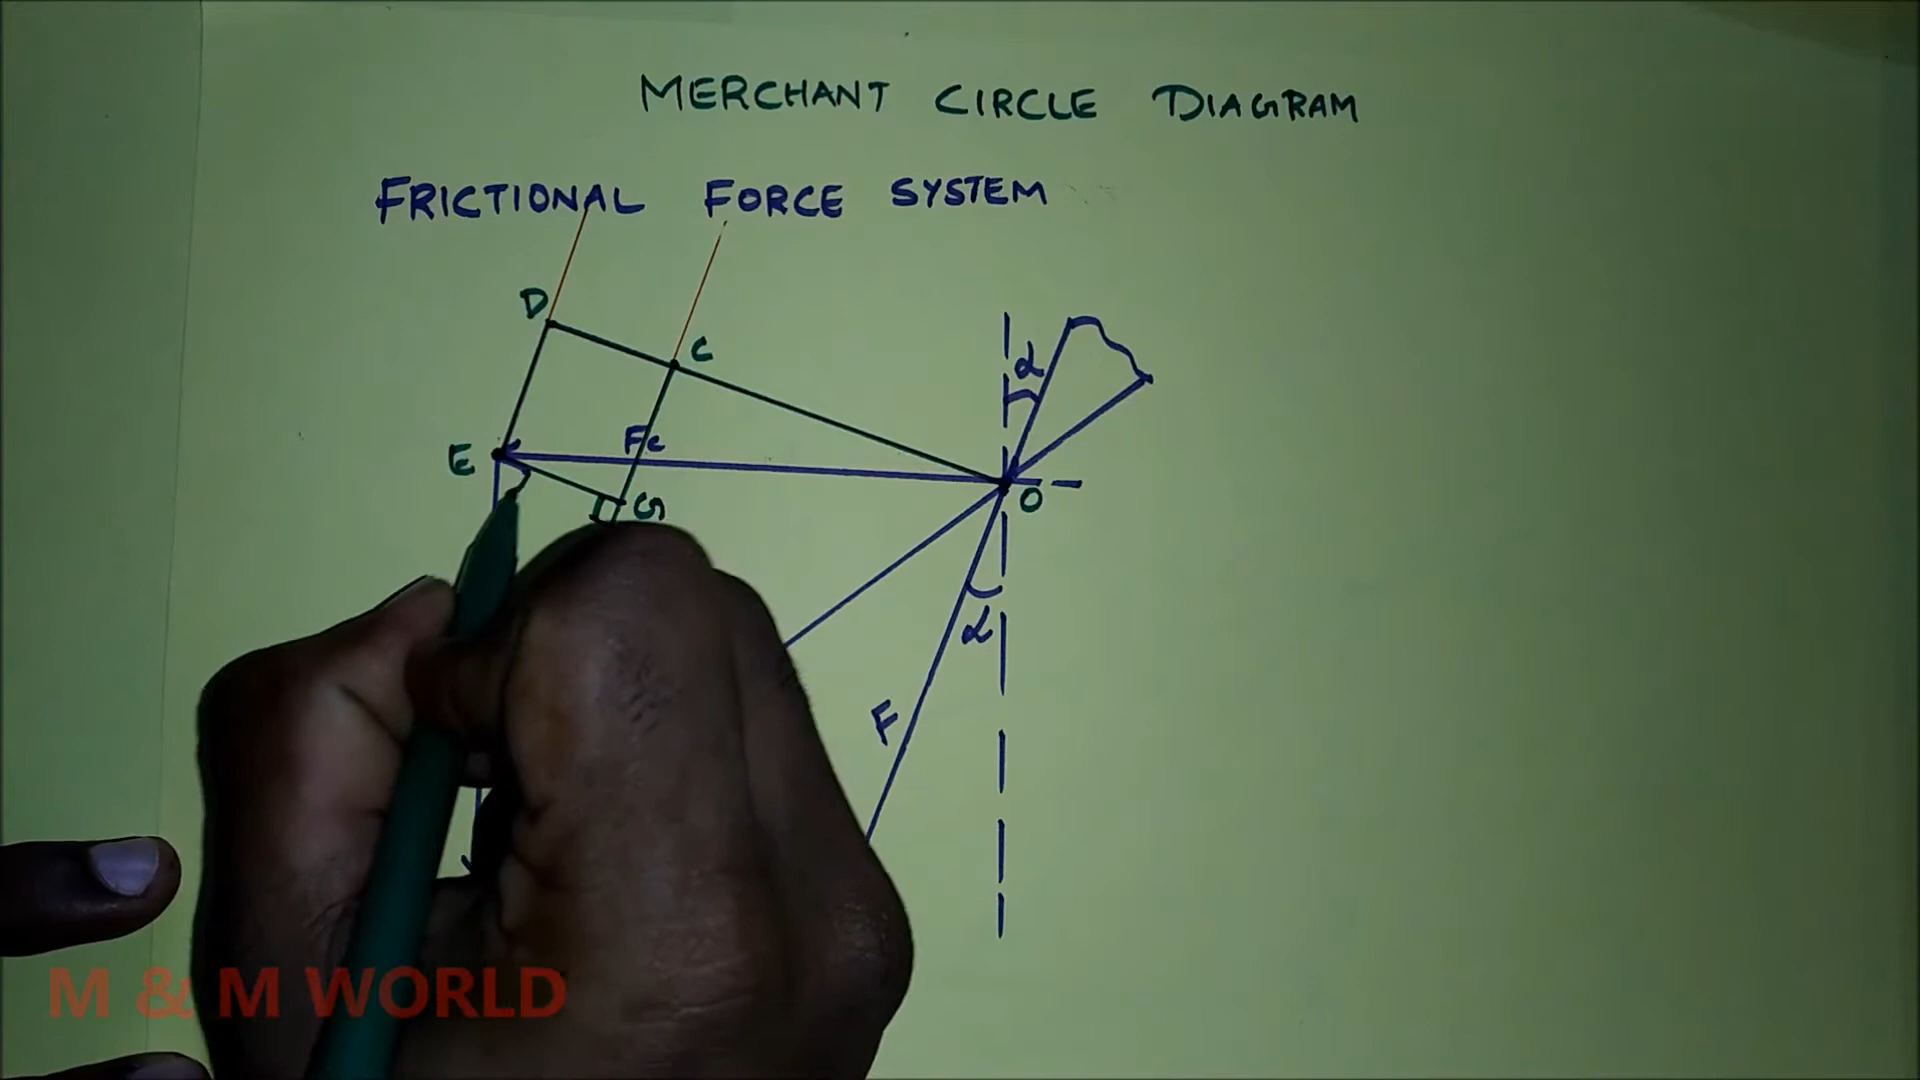 MERCHANT CIRCLE DIAGRAM
FRICTIONAL FORCE SYSTEM
D
C
α
Fc
E
G
O
α
F
M & M WORLD